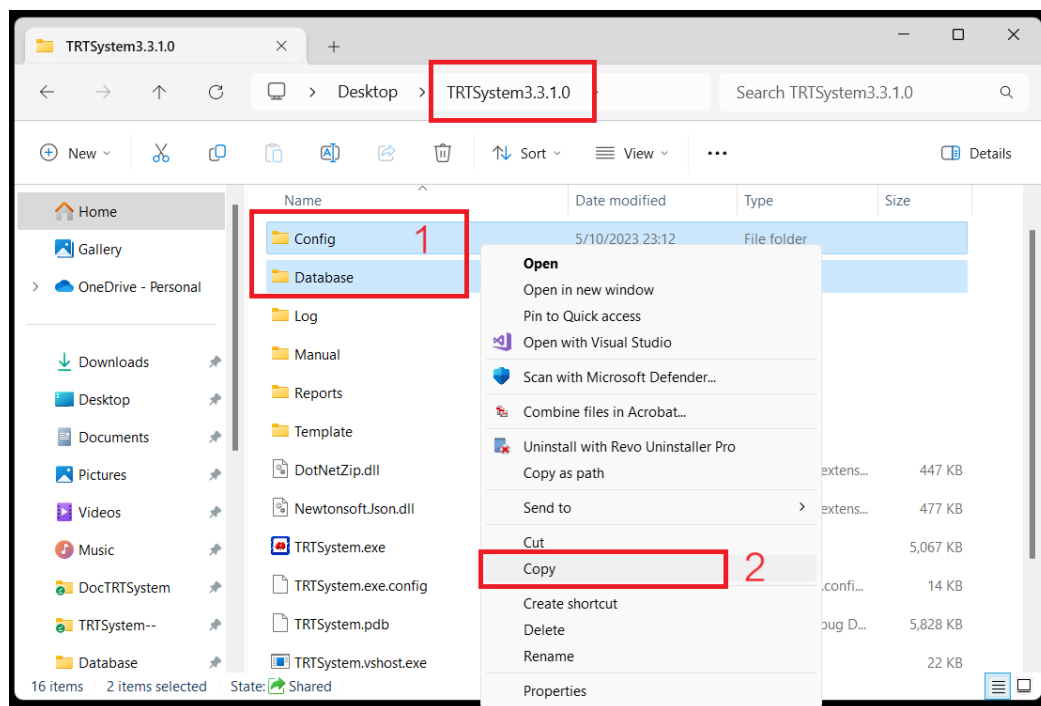 TRTSystem3.3.1.0
Desktop > TRTSystem3.3.1.0 Search TRTSystem3.3.1.0
New Sort View ... Details
Name Date modified Type Size
Home
Gallery
OneDrive - Personal
Downloads
Desktop
Documents
Pictures
Videos
Music
DocTRTSystem
TRTSystem--
Database
Config 1 5/10/2023 23:12 File folder
Database
Log
Manual
Reports
Template
DotNetZip.dll extens... 447 KB
Newtonsoft.Json.dll extens... 477 KB
TRTSystem.exe 5,067 KB
TRTSystem.exe.config .confi... 14 KB
TRTSystem.pdb bug D... 5,828 KB
TRTSystem.vshost.exe 22 KB
Open
Open in new window
Pin to Quick access
Open with Visual Studio
Scan with Microsoft Defender...
Combine files in Acrobat...
Uninstall with Revo Uninstaller Pro
Copy as path
Send to
Cut
Copy 2
Create shortcut
Delete
Rename
Properties
16 items 2 items selected State: Shared